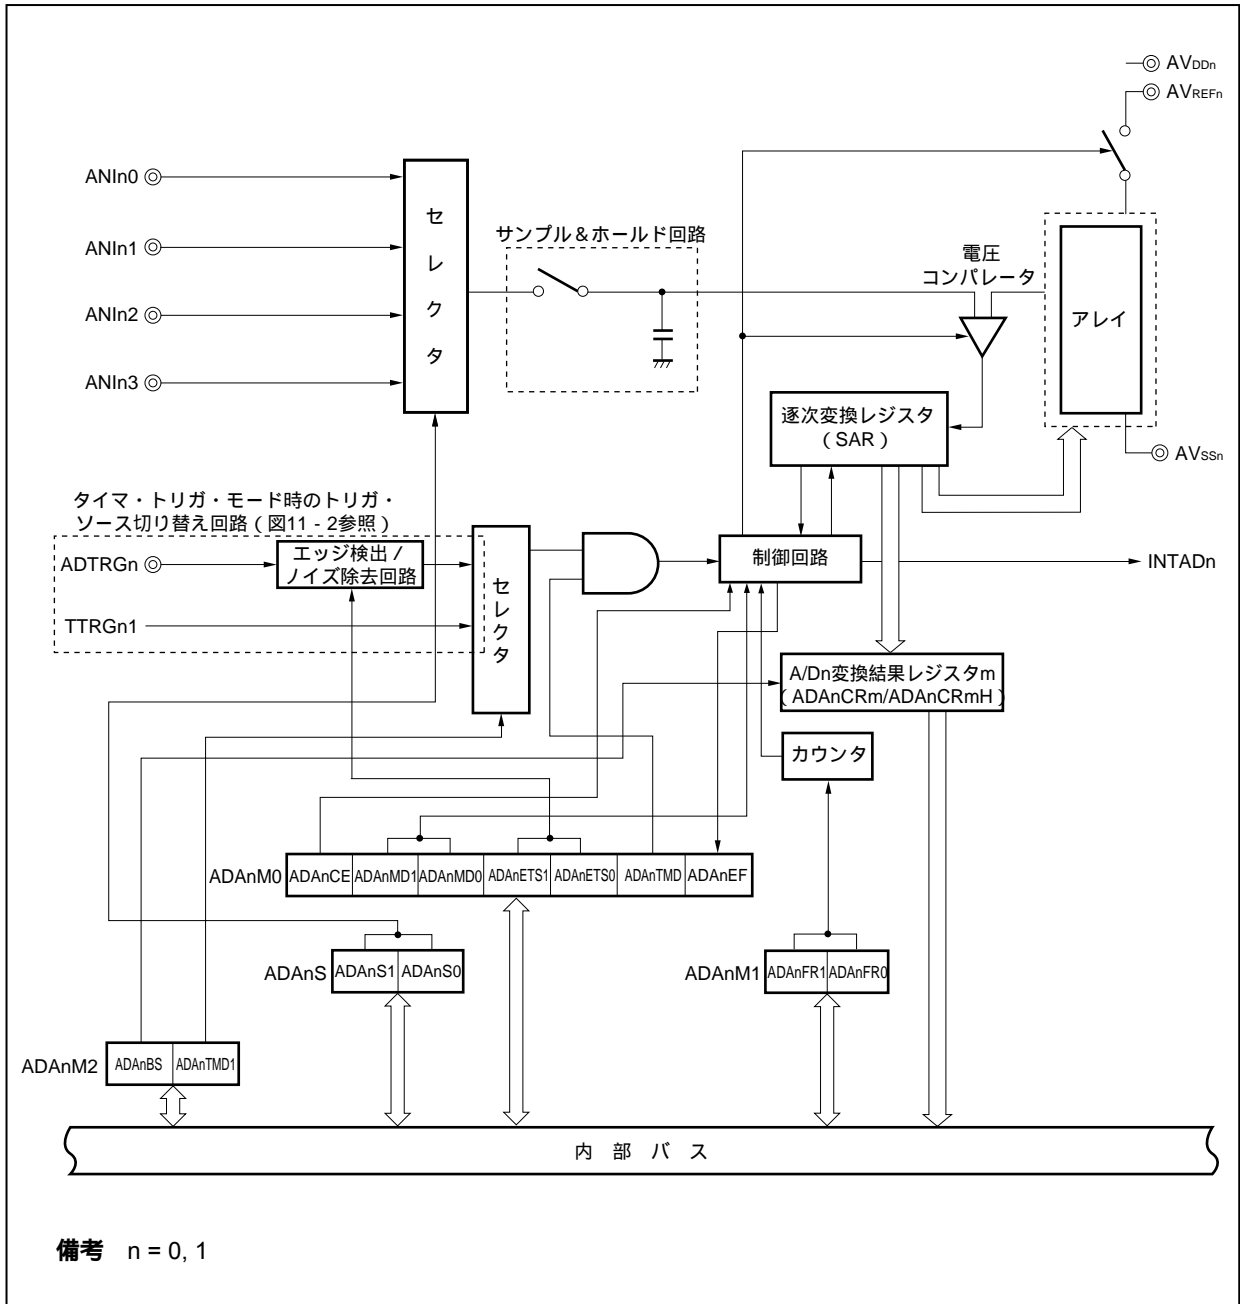 AVDDn
AVREFn
ANIn0
ANIn1
ANIn2
ANIn3
セレクタ
サンプル＆ホールド回路
電圧
コンパレータ
アレイ
逐次変換レジスタ
（SAR）
AVSSn
タイマ・トリガ・モード時のトリガ・
ソース切り替え回路（図11 - 2参照）
ADTRGn
エッジ検出 /
ノイズ除去回路
TTRGn1
セレクタ
制御回路
INTADn
A/Dn変換結果レジスタm
（ADAnCRm/ADAnCRmH）
カウンタ
ADAnM0 ADAnCE ADAnMD1 ADAnMD0 ADAnETS1 ADAnETS0 ADAnTMD ADAnEF
ADAnS ADAnS1 ADAnS0
ADAnM1 ADAnFR1 ADAnFR0
ADAnM2 ADAnBS ADAnTMD1
内 部 バ ス
備考 n = 0, 1